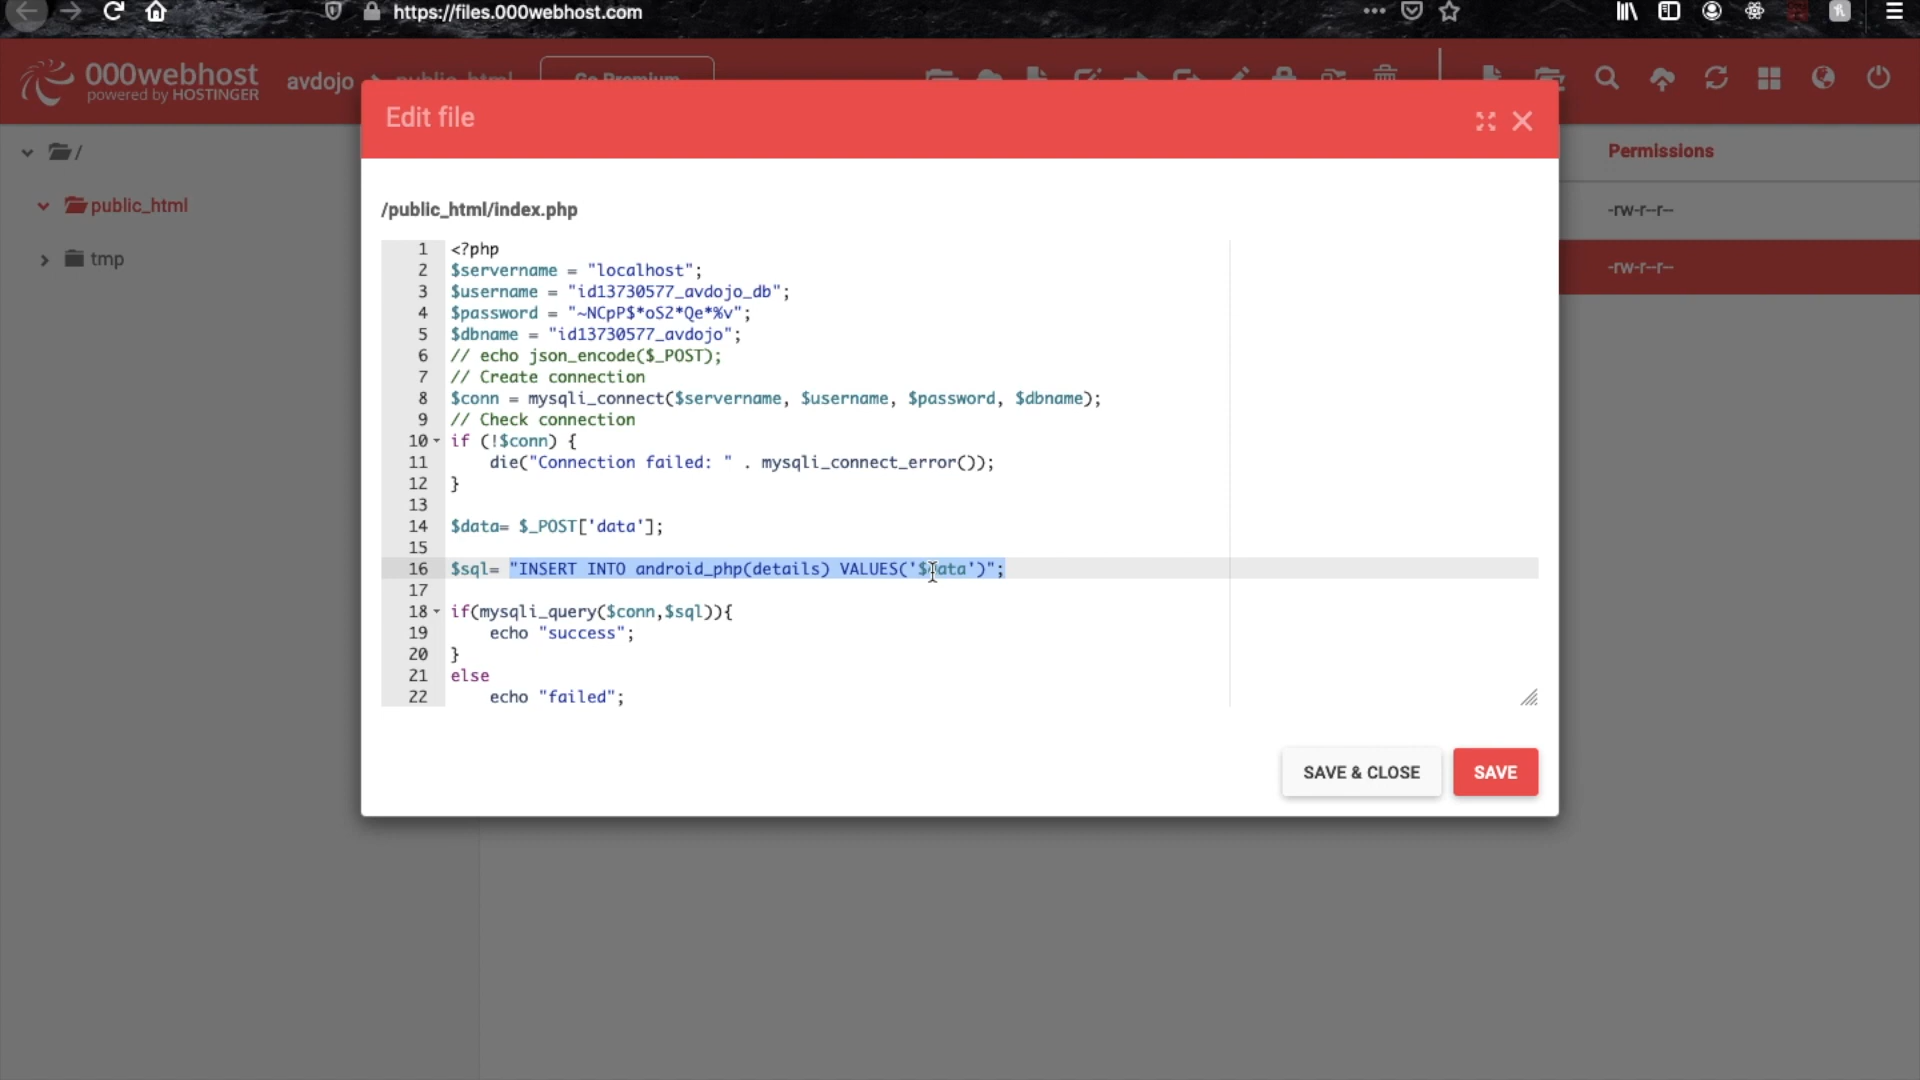 https://files.000webhost.com
000webhost
powered by HOSTINGER
avdojo
public_html
Go Premium
Edit file
/
public_html
tmp
Permissions
-rw-r--r--
-rw-r--r--
/public_html/index.php
1 <?php
2 $servername = "localhost";
3 $username = "id13730577_avdojo_db";
4 $password = "~NCpP$*oS2*Qe*%v";
5 $dbname = "id13730577_avdojo";
6 // echo json_encode($_POST);
7 // Create connection
8 $conn = mysqli_connect($servername, $username, $password, $dbname);
9 // Check connection
10 if (!$conn) {
11     die("Connection failed: " . mysqli_connect_error());
12 }
13
14 $data= $_POST['data'];
15
16 $sql= "INSERT INTO android_php(details) VALUES('$data')";
17
18 if(mysqli_query($conn,$sql)){
19     echo "success";
20 }
21 else
22     echo "failed";
SAVE & CLOSE
SAVE